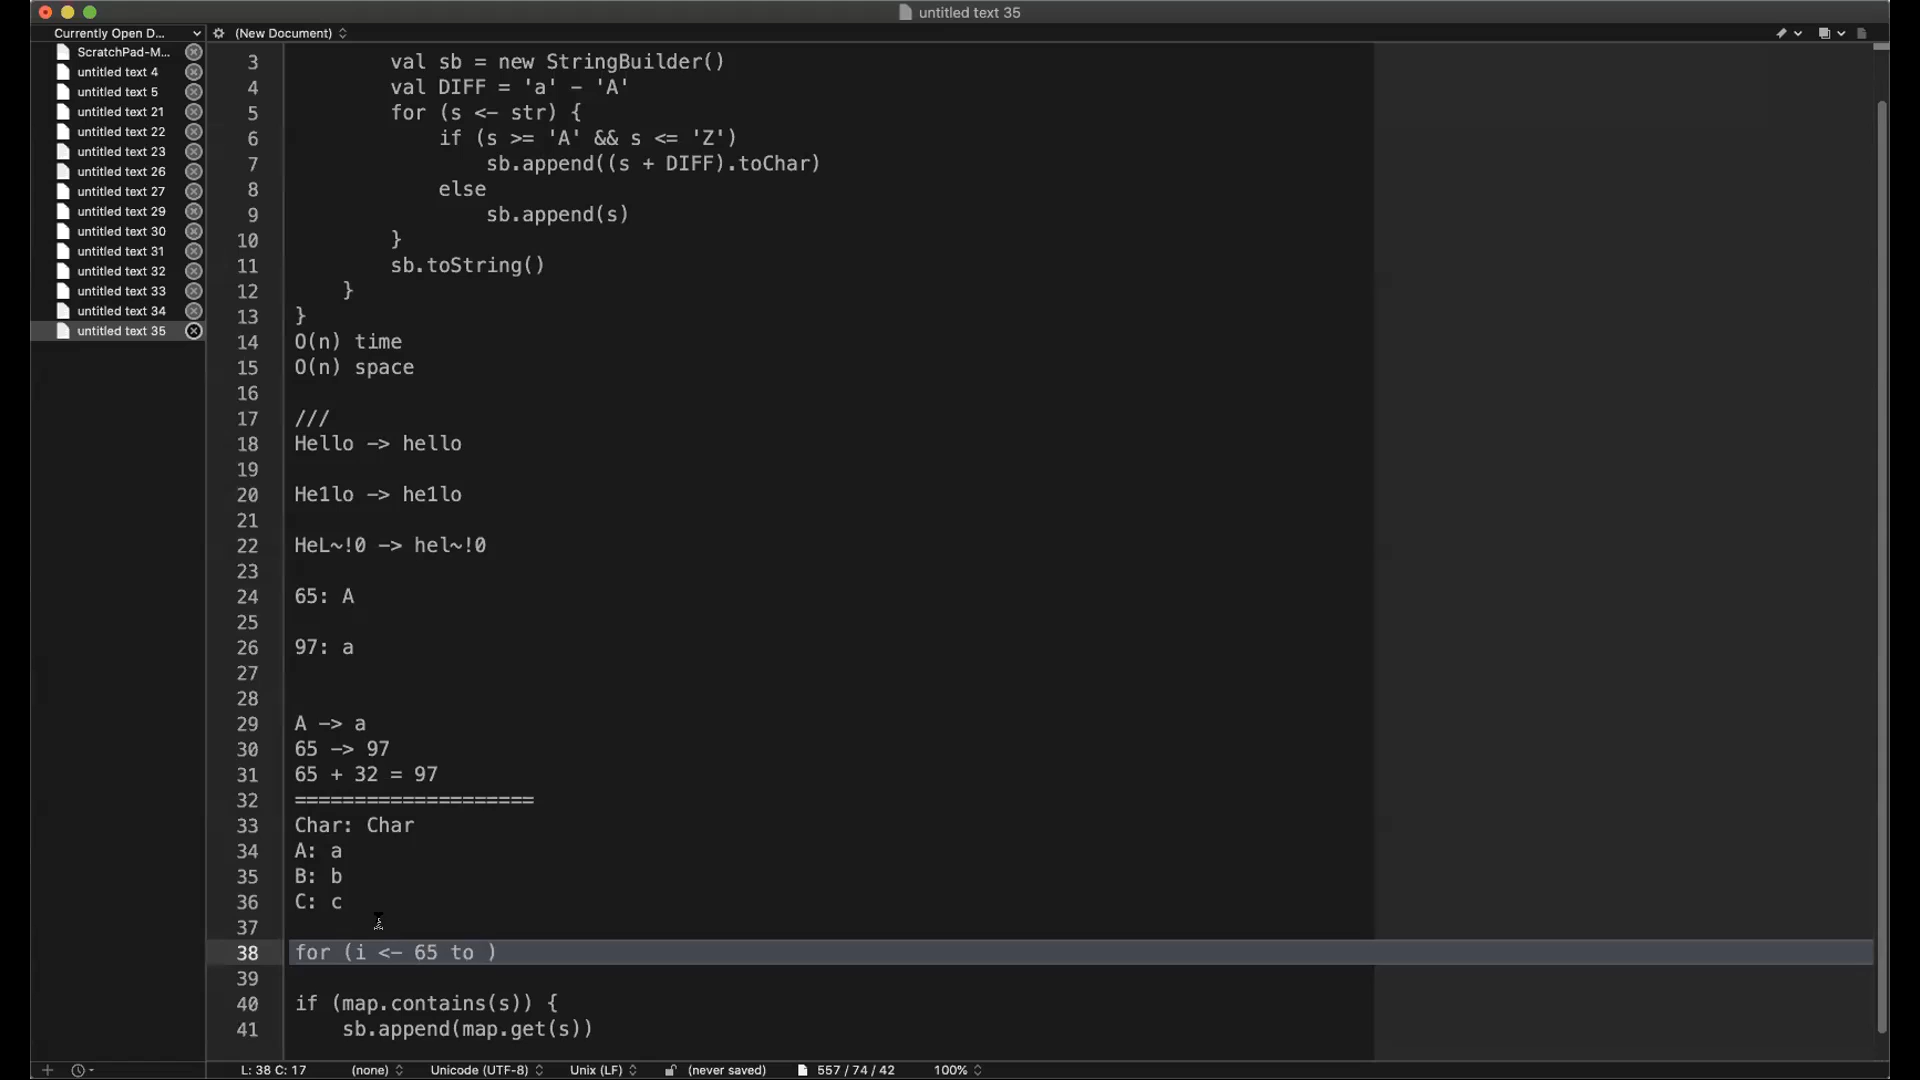 untitled text 35
Currently Open D...
(New Document)
ScratchPad-M...
untitled text 4
untitled text 5
untitled text 21
untitled text 22
untitled text 23
untitled text 26
untitled text 27
untitled text 29
untitled text 30
untitled text 31
untitled text 32
untitled text 33
untitled text 34
untitled text 35
3 val sb = new StringBuilder()
4 val DIFF = 'a' - 'A'
5 for (s <- str) {
6 if (s >= 'A' && s <= 'Z')
7 sb.append((s + DIFF).toChar)
8 else
9 sb.append(s)
10 }
11 sb.toString()
12 }
13 }
14 O(n) time
15 O(n) space
16
17 ///
18 Hello -> hello
19
20 He1lo -> he1lo
21
22 HeL~!0 -> hel~!0
23
24 65: A
25
26 97: a
27
28
29 A -> a
30 65 -> 97
31 65 + 32 = 97
32 ====================
33 Char: Char
34 A: a
35 B: b
36 C: c
37
38 for (i <- 65 to )
39
40 if (map.contains(s)) {
41 sb.append(map.get(s))
L: 38 C: 17 (none) Unicode (UTF-8) Unix (LF) (never saved) 557 / 74 / 42 100%